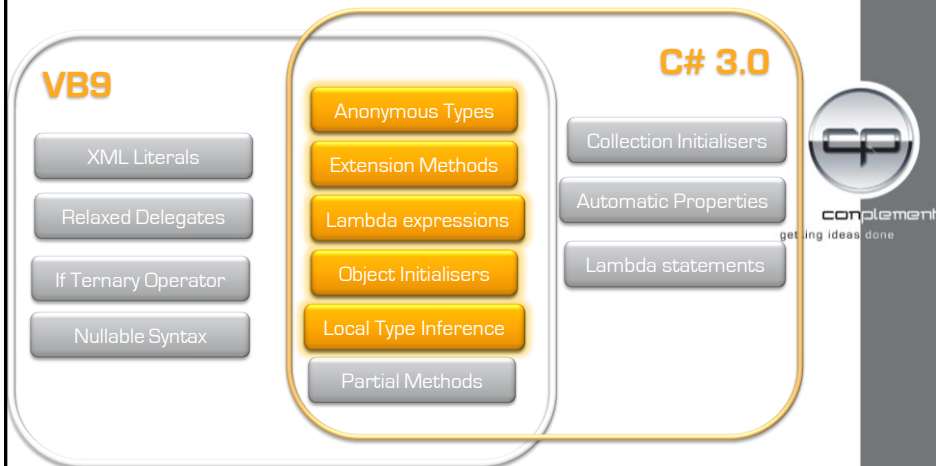 VB9
XML Literals
Relaxed Delegates
If Ternary Operator
Nullable Syntax
Anonymous Types
Extension Methods
Lambda expressions
Object Initialisers
Local Type Inference
Partial Methods
C# 3.0
Collection Initialisers
Automatic Properties
Lambda statements
cp
conplement
getting ideas done